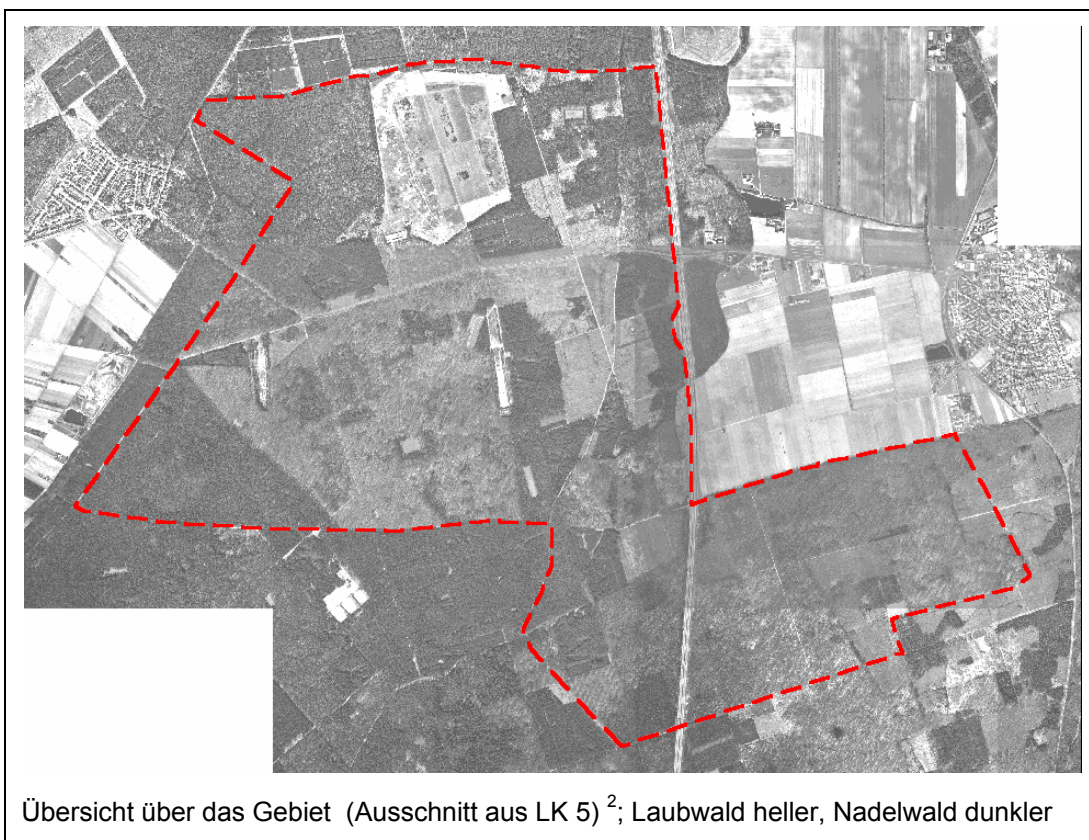 Übersicht über das Gebiet (Ausschnitt aus LK 5) ²; Laubwald heller, Nadelwald dunkler